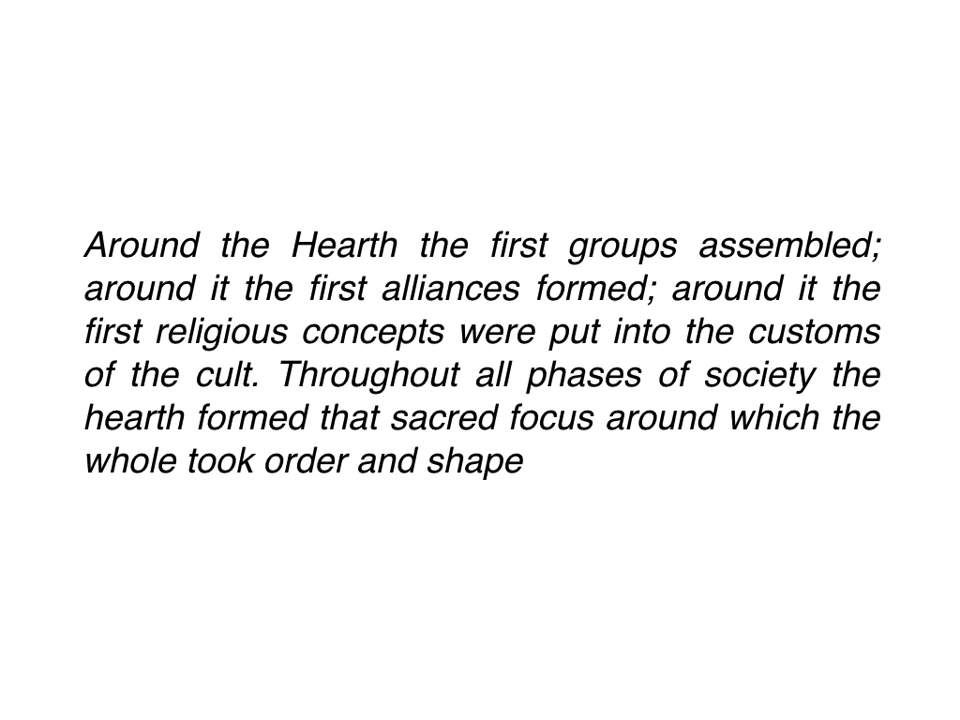 Around the Hearth the first groups assembled;
around it the first alliances formed; around it the
first religious concepts were put into the customs
of the cult. Throughout all phases of society the
hearth formed that sacred focus around which the
whole took order and shape